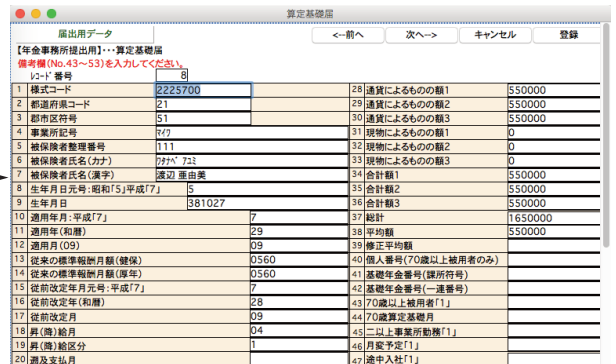 算定基礎届
届出用データ
<--前へ
次へ-->
キャンセル
登録
【年金事務所提出用】・・・算定基礎届
備考欄(No.43～53)を入力してください。
ﾚｺｰﾄﾞ番号 8
1 様式コード 2225700
2 都道府県コード 21
3 郡市区符号 51
4 事業所記号 ﾏｲﾜ
5 被保険者整理番号 111
6 被保険者氏名(カナ) ﾜﾀﾅﾍﾞ ｱﾕﾐ
7 被保険者氏名(漢字) 渡辺 亜由美
8 生年月日元号:昭和「5」平成「7」 5
9 生年月日 381027
10 適用年月:平成「7」 7
11 適用年(和暦) 29
12 適用月(09) 09
13 従来の標準報酬月額(健保) 0560
14 従来の標準報酬月額(厚年) 0560
15 従前改定年月元号:平成「7」 7
16 従前改定年(和暦) 28
17 従前改定月 09
18 昇(降)給月 04
19 昇(降)給区分 1
20 遡及支払月
28 通貨によるものの額1 550000
29 通貨によるものの額2 550000
30 通貨によるものの額3 550000
31 現物によるものの額1 0
32 現物によるものの額2 0
33 現物によるものの額3 0
34 合計額1 550000
35 合計額2 550000
36 合計額3 550000
37 総計 1650000
38 平均額 550000
39 修正平均額
40 個人番号(70歳以上被用者のみ)
41 基礎年金番号(課所符号)
42 基礎年金番号(一連番号)
43 70歳以上被用者「1」
44 70歳算定基礎月
45 二以上事業所勤務「1」
46 月変予定「1」
47 途中入社「1」